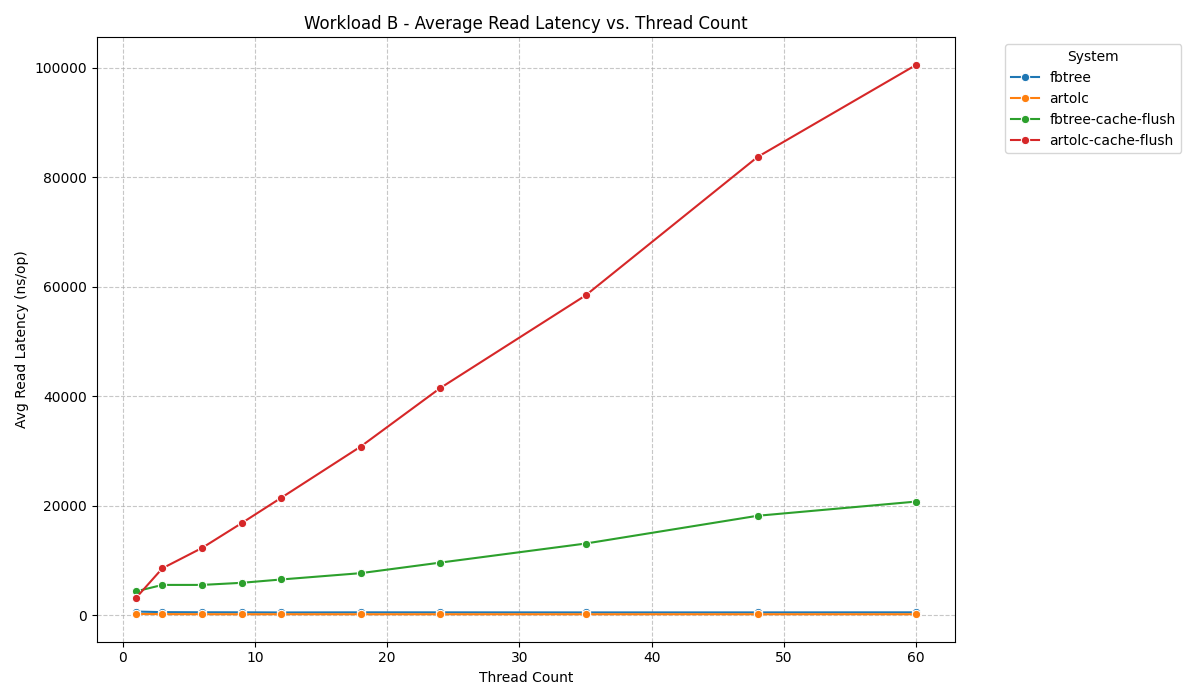 Workload B - Average Read Latency vs. Thread Count
System
fbtree
artolc
fbtree-cache-flush
artolc-cache-flush
Avg Read Latency (ns/op)
100000
80000
60000
40000
20000
0
0 10 20 30 40 50 60
Thread Count